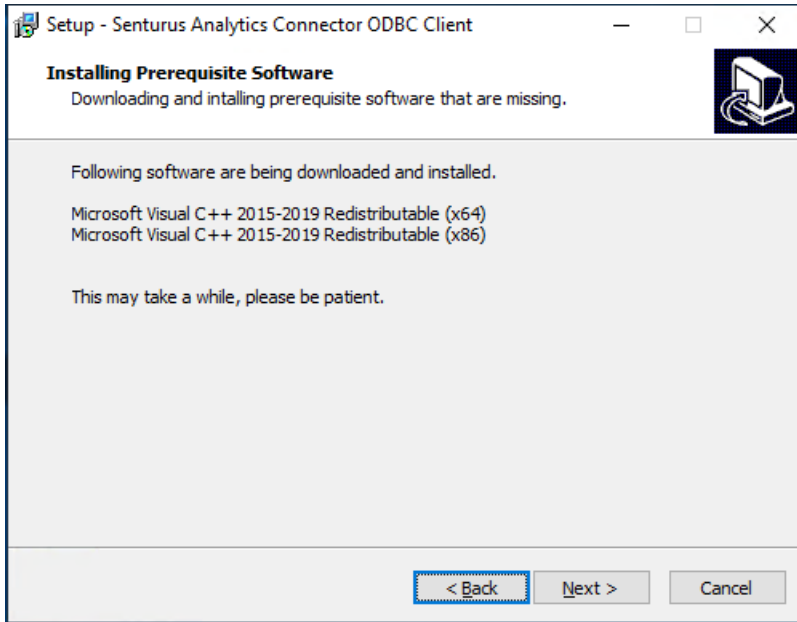 Setup - Senturus Analytics Connector ODBC Client
Installing Prerequisite Software
Downloading and intalling prerequisite software that are missing.
Following software are being downloaded and installed.
Microsoft Visual C++ 2015-2019 Redistributable (x64)
Microsoft Visual C++ 2015-2019 Redistributable (x86)
This may take a while, please be patient.
< Back Next > Cancel